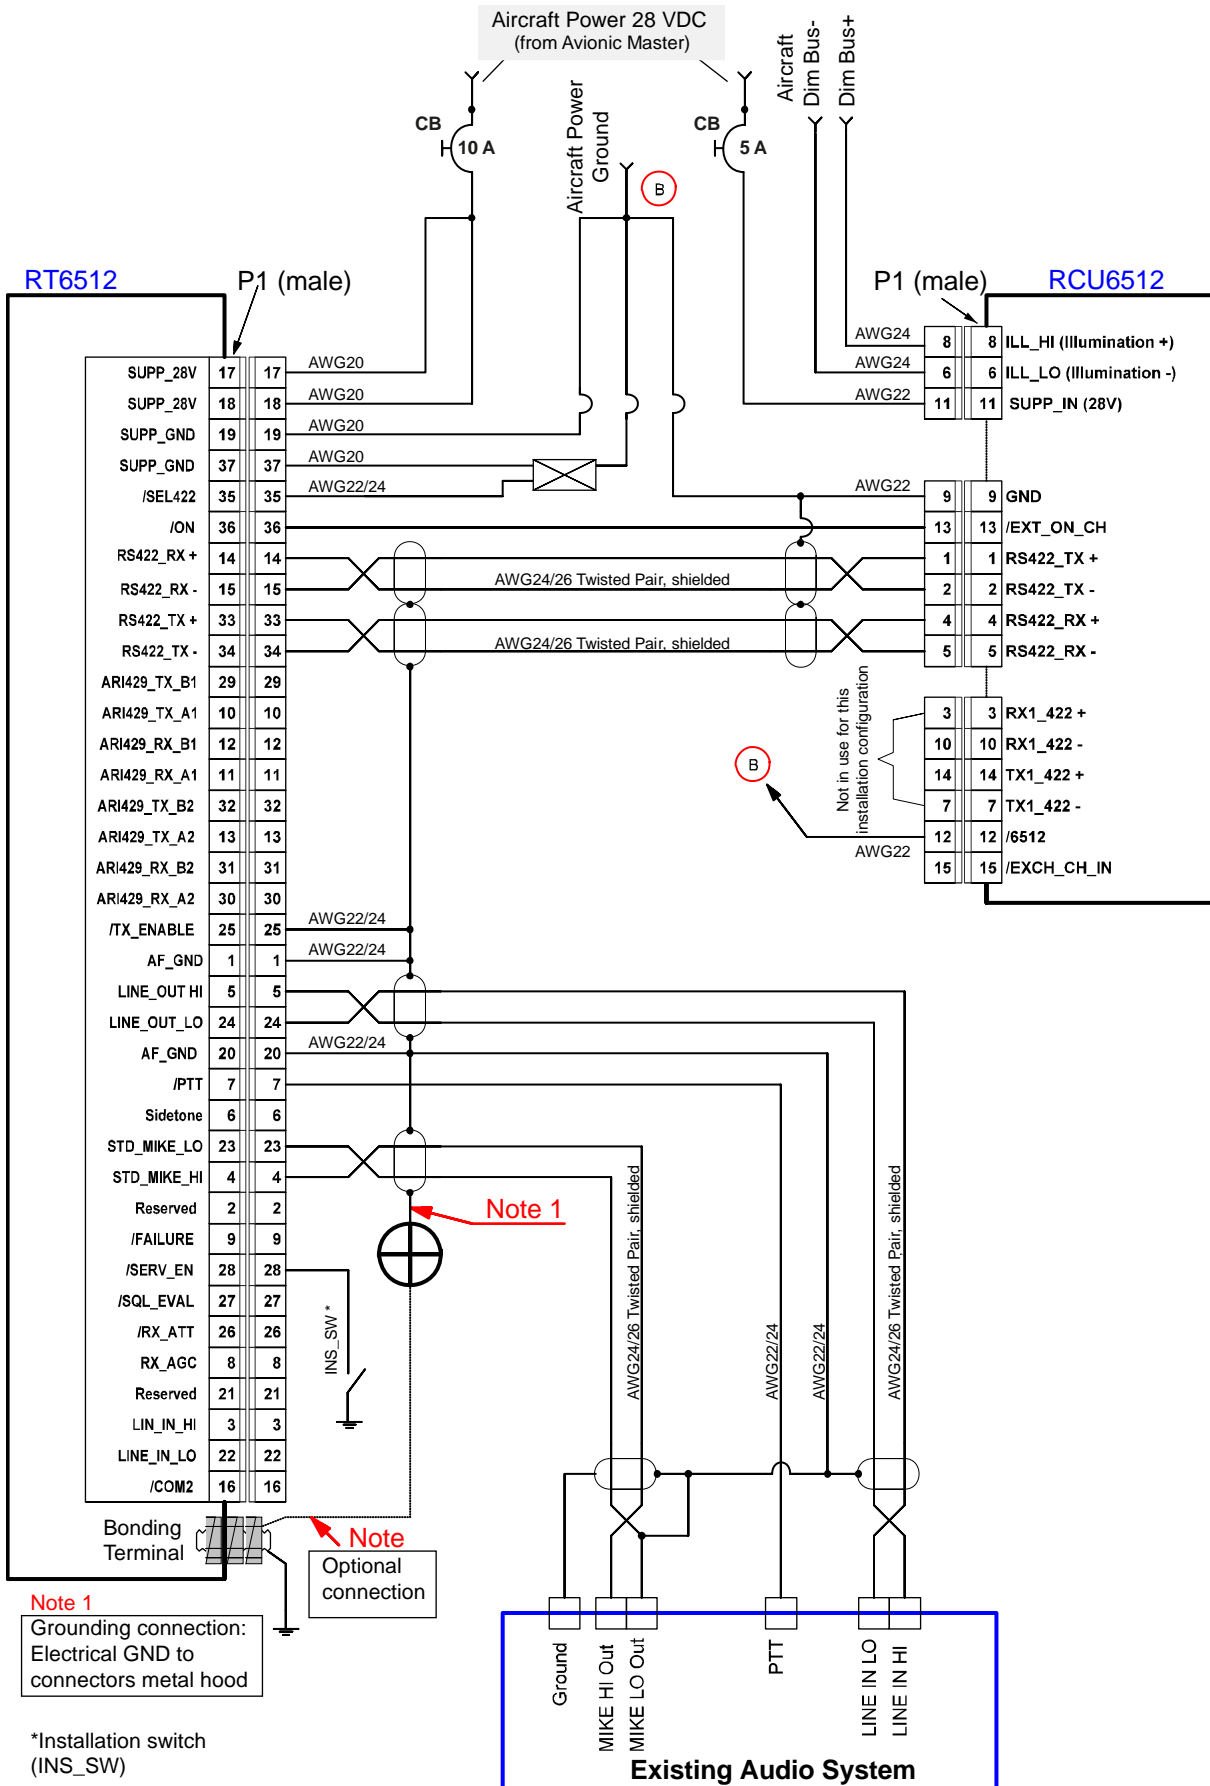 Aircraft Power 28 VDC
(from Avionic Master)
Aircraft
Dim Bus-
Dim Bus+
CB
10 A
CB
5 A
Aircraft Power
Ground
B
RT6512
P1 (male)
P1 (male)
RCU6512
SUPP_28V 17 17 AWG20
SUPP_28V 18 18
SUPP_GND 19 19 AWG20
SUPP_GND 37 37 AWG20
/SEL422 35 35 AWG22/24
/ON 36 36
RS422_RX + 14 14
RS422_RX - 15 15
RS422_TX + 33 33
RS422_TX - 34 34
ARI429_TX_B1 29 29
ARI429_TX_A1 10 10
ARI429_RX_B1 12 12
ARI429_RX_A1 11 11
ARI429_TX_B2 32 32
ARI429_TX_A2 13 13
ARI429_RX_B2 31 31
ARI429_RX_A2 30 30
/TX_ENABLE 25 25 AWG22/24
AF_GND 1 1 AWG22/24
LINE_OUT HI 5 5
LINE_OUT_LO 24 24
AF_GND 20 20 AWG22/24
/PTT 7 7
Sidetone 6 6
STD_MIKE_LO 23 23
STD_MIKE_HI 4 4
Reserved 2 2
/FAILURE 9 9
/SERV_EN 28 28
/SQL_EVAL 27 27
/RX_ATT 26 26
RX_AGC 8 8
Reserved 21 21
LIN_IN_HI 3 3
LINE_IN_LO 22 22
/COM2 16 16
AWG24 8 8 ILL_HI (Illumination +)
AWG24 6 6 ILL_LO (Illumination -)
AWG22 11 11 SUPP_IN (28V)
AWG22 9 9 GND
13 13 /EXT_ON_CH
1 1 RS422_TX +
AWG24/26 Twisted Pair, shielded
2 2 RS422_TX -
4 4 RS422_RX +
AWG24/26 Twisted Pair, shielded
5 5 RS422_RX -
Not in use for this
installation configuration
3 3 RX1_422 +
10 10 RX1_422 -
14 14 TX1_422 +
7 7 TX1_422 -
B
12 12 /6512
AWG22
15 15 /EXCH_CH_IN
Note 1
INS_SW *
AWG24/26 Twisted Pair, shielded
AWG22/24
AWG22/24
AWG24/26 Twisted Pair, shielded
Bonding
Terminal
Note
Optional
connection
Note 1
Grounding connection:
Electrical GND to
connectors metal hood
*Installation switch
(INS_SW)
Ground
MIKE HI Out
MIKE LO Out
PTT
LINE IN LO
LINE IN HI
Existing Audio System